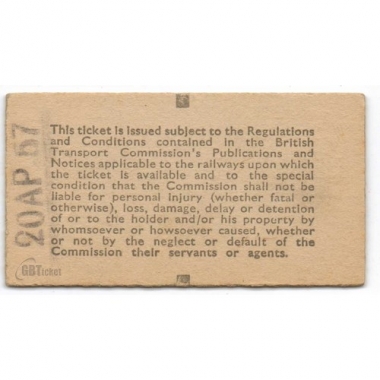 This ticket is issued subject to the Regulations
and Conditions contained in the British
Transport Commission's Publications and
Notices applicable to the railways upon which
the ticket is available and to the special
condition that the Commission shall not be
liable for personal injury (whether fatal or
otherwise), loss, damage, delay or detention
of or to the holder and/or his property by
whomsoever or howsoever caused, whether
or not by the neglect or default of the
Commission their servants or agents.
20AP57
GBTicket